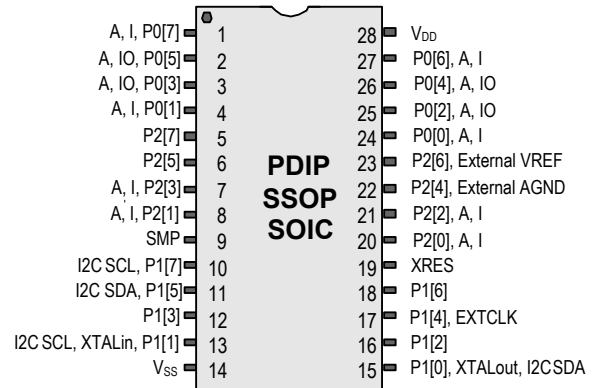 A, I, P0[7] 1 28 VDD
A, IO, P0[5] 2 27 P0[6], A, I
A, IO, P0[3] 3 26 P0[4], A, IO
A, I, P0[1] 4 25 P0[2], A, IO
P2[7] 5 24 P0[0], A, I
P2[5] 6 PDIP 23 P2[6], External VREF
A, I, P2[3] 7 SSOP 22 P2[4], External AGND
A, I, P2[1] 8 SOIC 21 P2[2], A, I
SMP 9 20 P2[0], A, I
I2C SCL, P1[7] 10 19 XRES
I2C SDA, P1[5] 11 18 P1[6]
P1[3] 12 17 P1[4], EXTCLK
I2C SCL, XTALin, P1[1] 13 16 P1[2]
Vss 14 15 P1[0], XTALout, I2CSDA